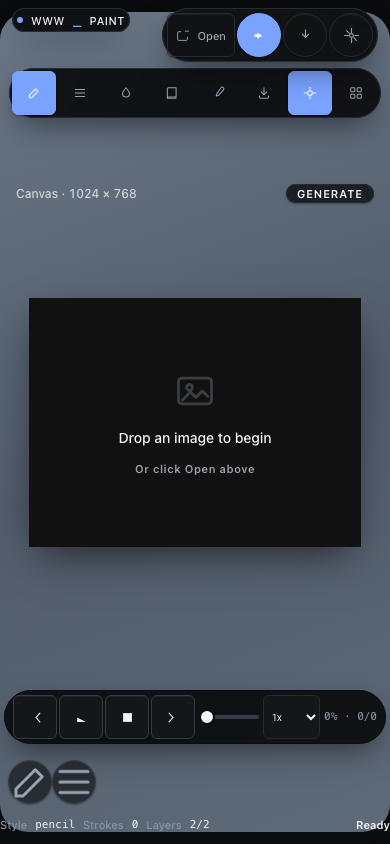 WWW _ PAINT
Open
Canvas · 1024 × 768
GENERATE
Drop an image to begin
Or click Open above
1x
0% · 0/0
Style pencil Strokes 0 Layers 2/2
Ready